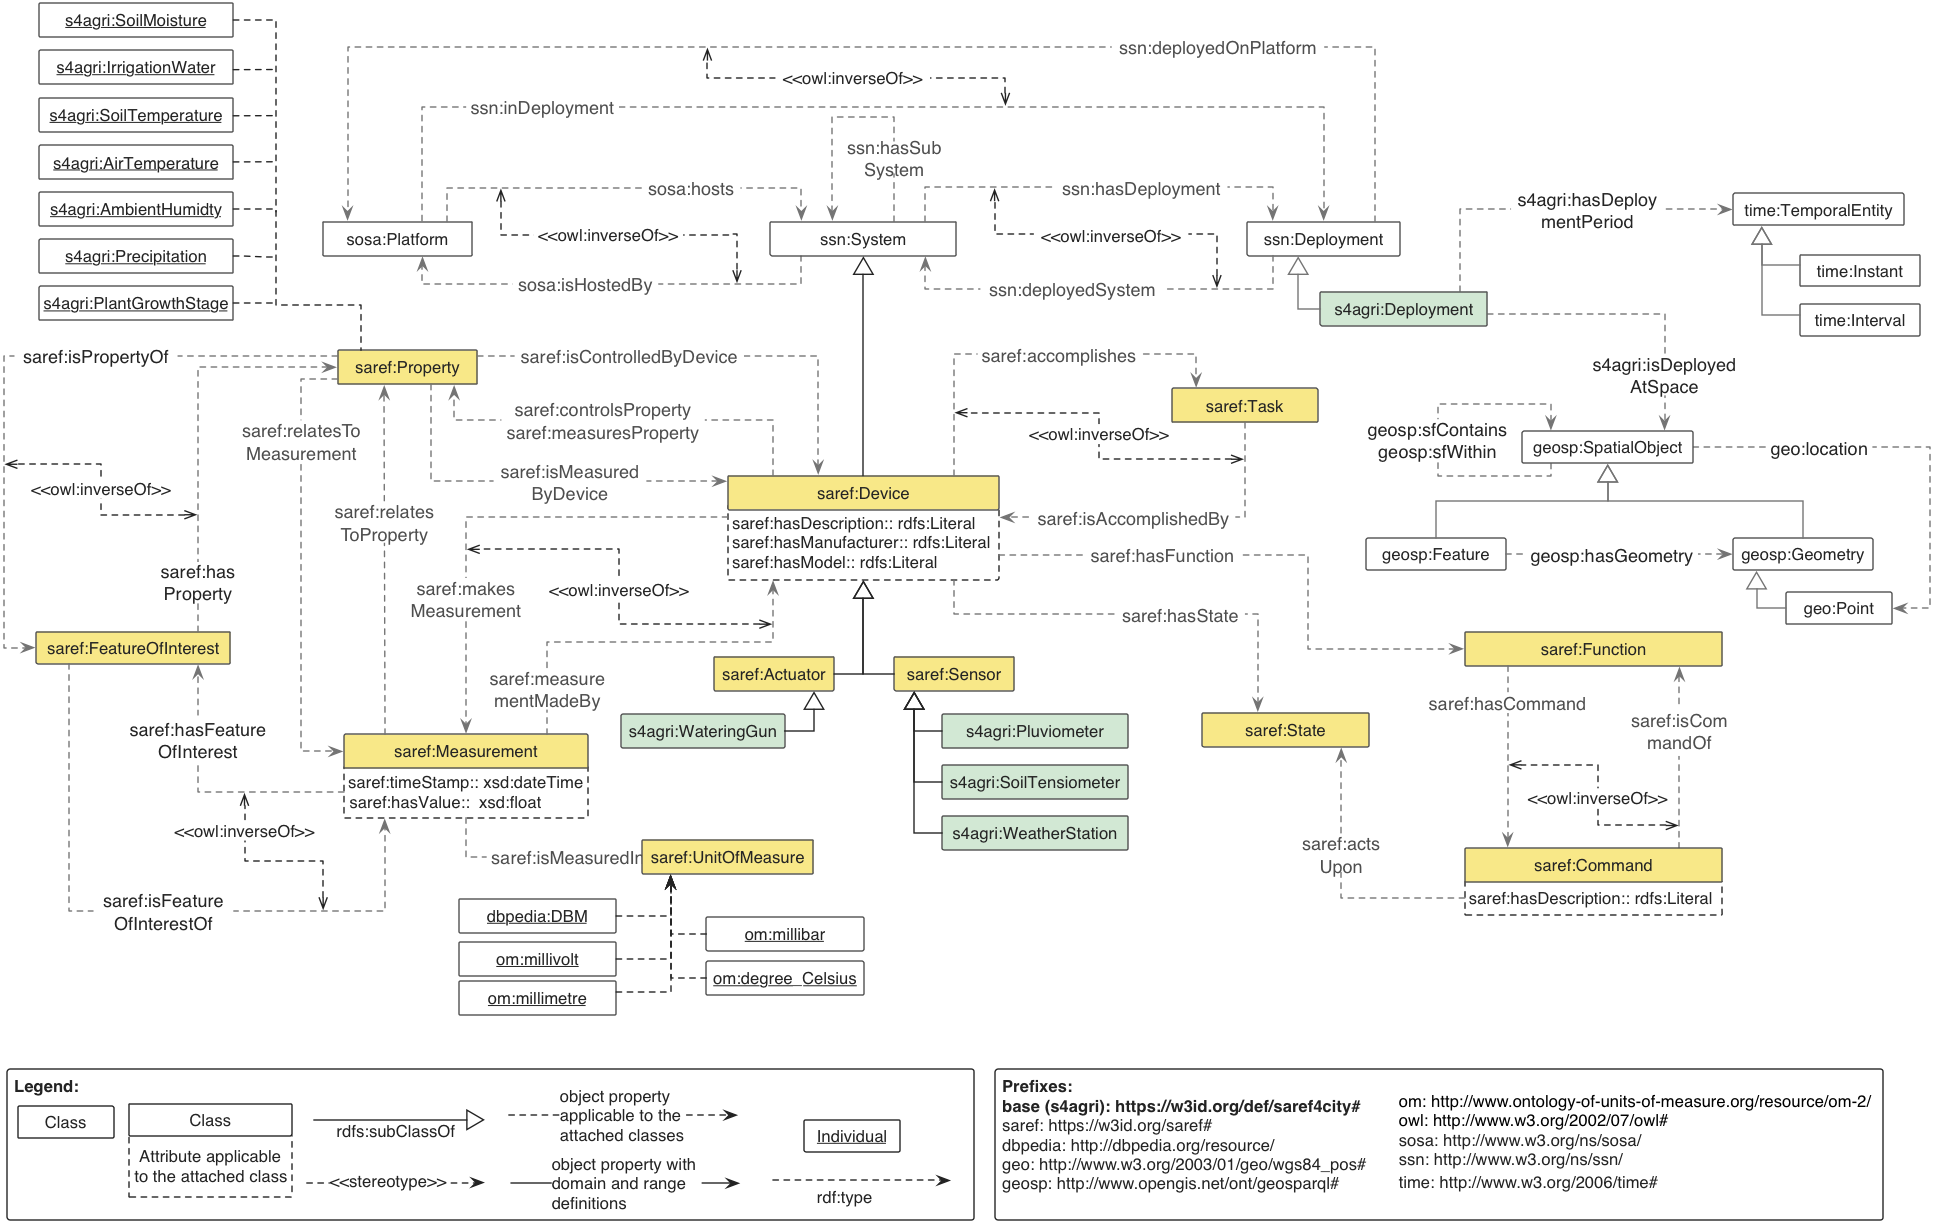 s4agri:SoilMoisture
s4agri:IrrigationWater
s4agri:SoilTemperature
s4agri:AirTemperature
s4agri:AmbientHumidty
s4agri:Precipitation
s4agri:PlantGrowthStage
ssn:deployedOnPlatform
<<owl:inverseOf>>
ssn:inDeployment
ssn:hasSub
System
sosa:hosts
ssn:hasDeployment
sosa:Platform
<<owl:inverseOf>>
ssn:System
<<owl:inverseOf>>
ssn:Deployment
sosa:isHostedBy
ssn:deployedSystem
s4agri:hasDeploy
mentPeriod
time:TemporalEntity
time:Instant
time:Interval
s4agri:Deployment
s4agri:isDeployed
AtSpace
saref:isPropertyOf
saref:Property
saref:isControlledByDevice
saref:accomplishes
saref:controlsProperty
saref:measuresProperty
saref:Task
<<owl:inverseOf>>
saref:relatesTo
Measurement
saref:isMeasured
ByDevice
geosp:sfContains
geosp:sfWithin
geosp:SpatialObject
geo:location
<<owl:inverseOf>>
saref:relates
ToProperty
saref:Device
saref:hasDescription:: rdfs:Literal
saref:hasManufacturer:: rdfs:Literal
saref:hasModel:: rdfs:Literal
saref:isAccomplishedBy
saref:hasFunction
geosp:Feature
geosp:hasGeometry
geosp:Geometry
geo:Point
saref:has
Property
saref:makes
Measurement
<<owl:inverseOf>>
saref:hasState
saref:FeatureOfInterest
saref:Function
saref:measure
mentMadeBy
saref:Actuator
saref:Sensor
s4agri:WateringGun
s4agri:Pluviometer
s4agri:SoilTensiometer
s4agri:WeatherStation
saref:State
saref:hasCommand
saref:isCom
mandOf
<<owl:inverseOf>>
saref:hasFeature
OfInterest
saref:Measurement
saref:timeStamp:: xsd:dateTime
saref:hasValue:: xsd:float
<<owl:inverseOf>>
saref:isMeasuredIn
saref:UnitOfMeasure
saref:acts
Upon
saref:Command
saref:hasDescription:: rdfs:Literal
saref:isFeature
OfInterestOf
dbpedia:DBM
om:millivolt
om:millimetre
om:millibar
om:degree_Celsius
Legend:
Class
Class
Attribute applicable
to the attached class
rdfs:subClassOf
<<stereotype>>
object property
applicable to the
attached classes
object property with
domain and range
definitions
Individual
rdf:type
Prefixes:
base (s4agri): https://w3id.org/def/saref4city#
saref: https://w3id.org/saref#
dbpedia: http://dbpedia.org/resource/
geo: http://www.w3.org/2003/01/geo/wgs84_pos#
geosp: http://www.opengis.net/ont/geosparql#
om: http://www.ontology-of-units-of-measure.org/resource/om-2/
owl: http://www.w3.org/2002/07/owl#
sosa: http://www.w3.org/ns/sosa/
ssn: http://www.w3.org/ns/ssn/
time: http://www.w3.org/2006/time#